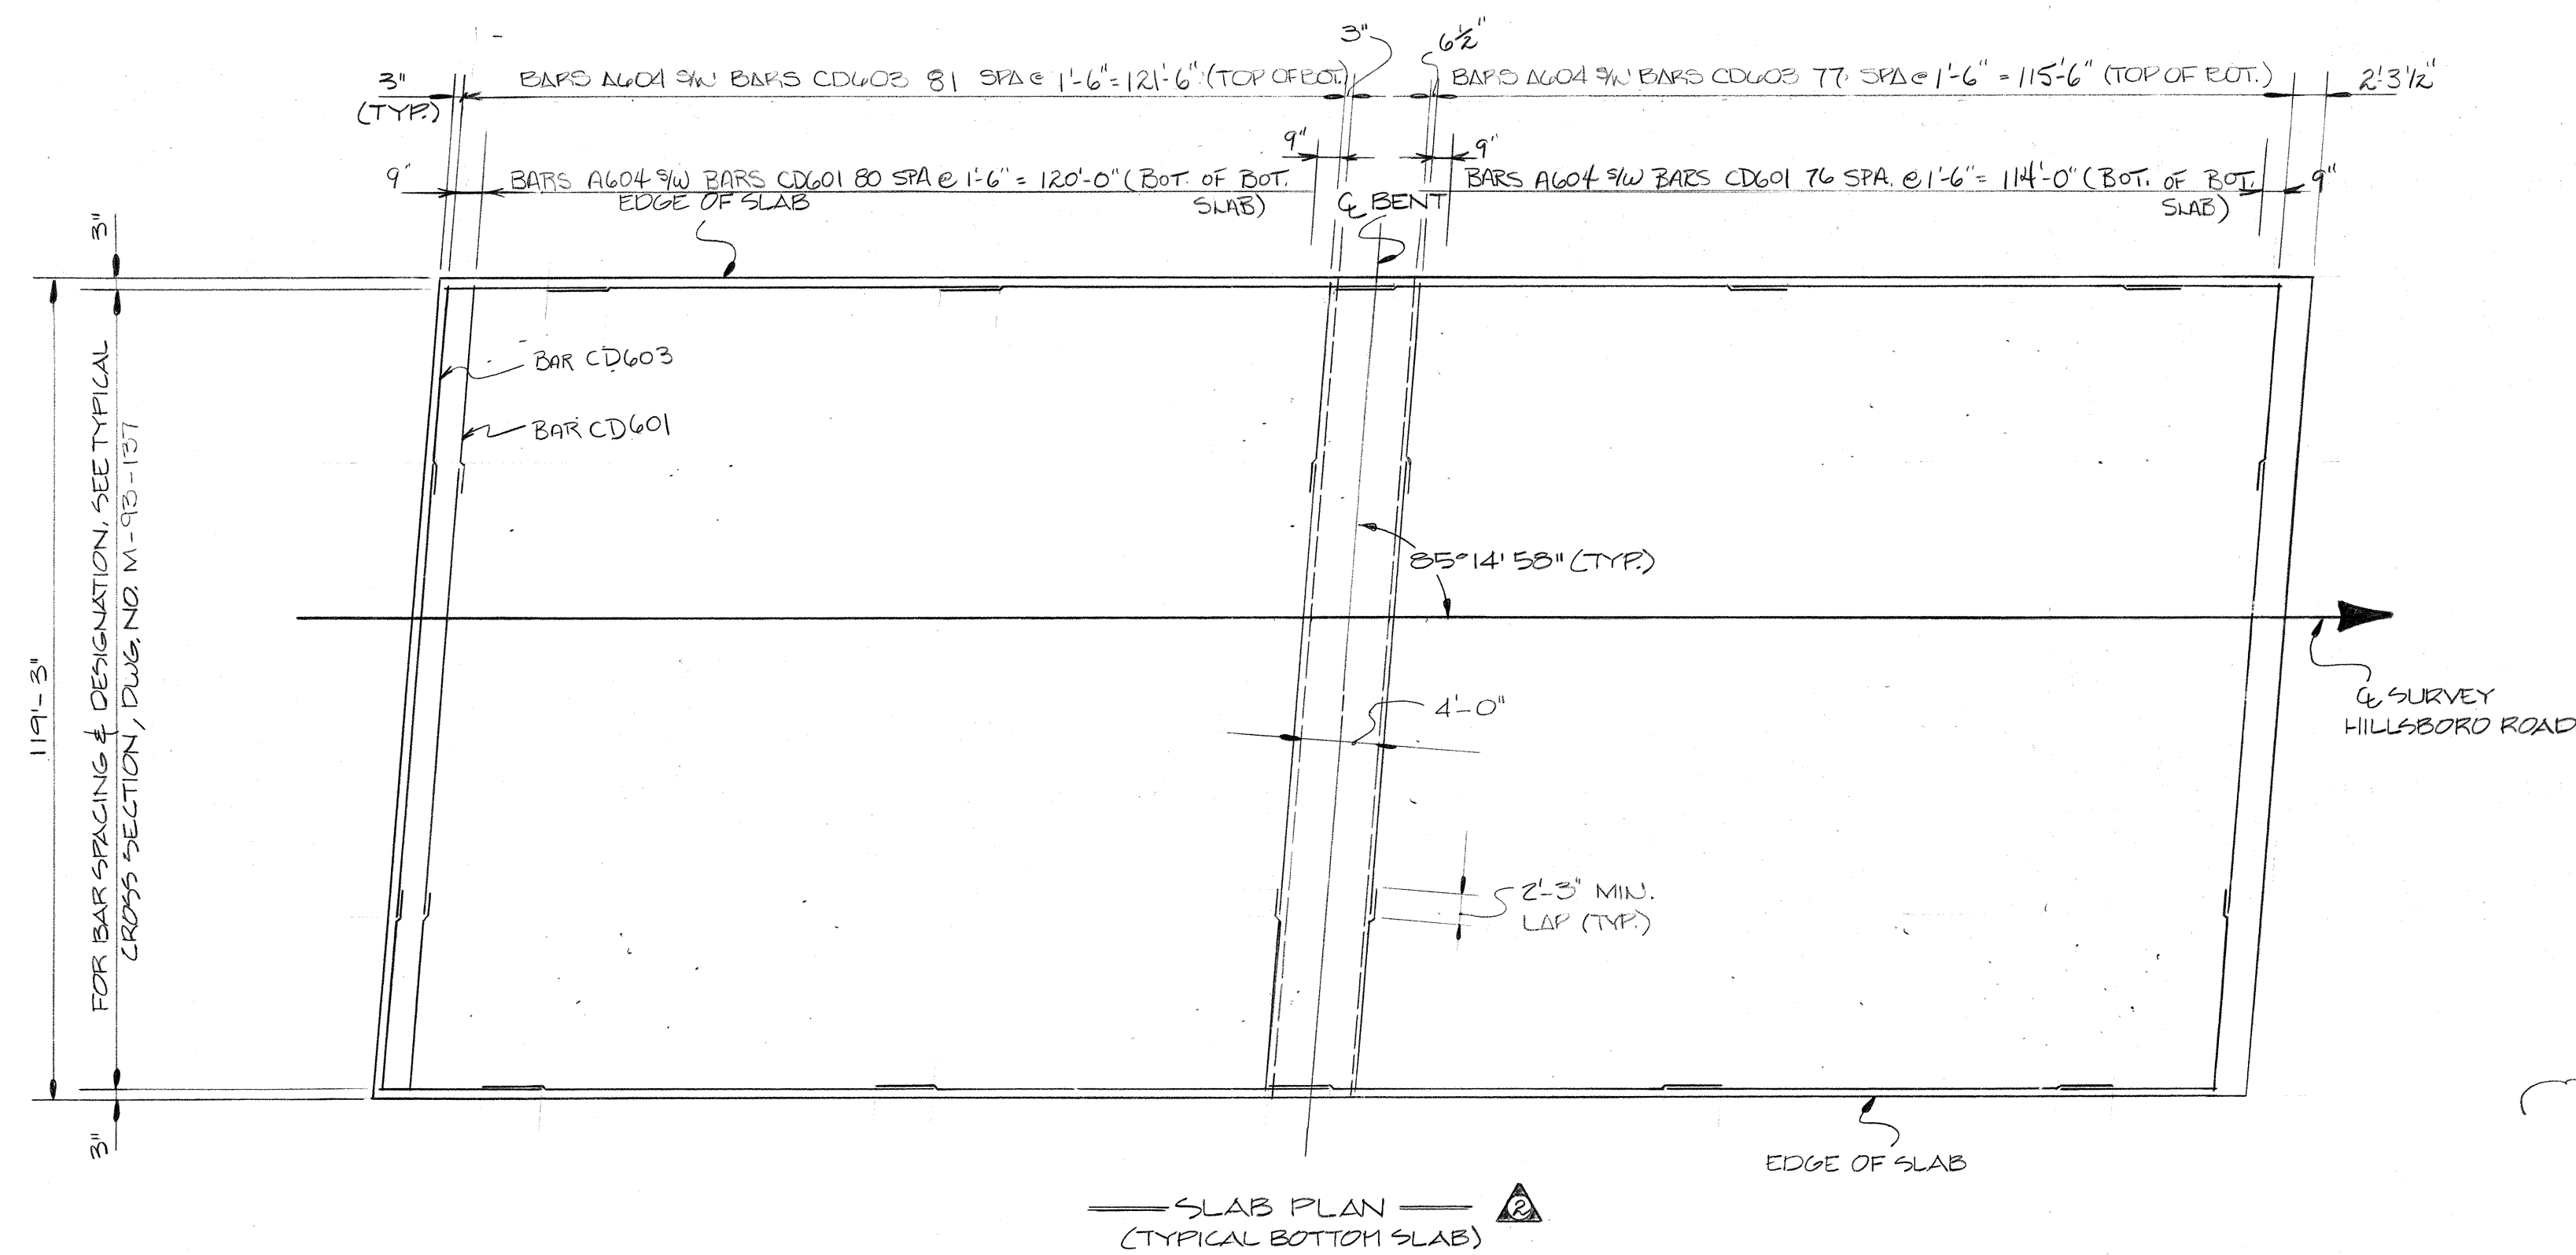 3" 6½"
3" BARS A604 S/W BARS CD603 81 SPA @ 1'-6" = 121'-6" (TOP OF BOT.) BARS A604 S/W BARS CD603 77 SPA @ 1'-6" = 115'-6" (TOP OF BOT.) 2'3½"
(TYP.)
9" 9"
9" BARS A604 S/W BARS CD601 80 SPA @ 1'-6" = 120'-0" (BOT. OF BOT. BARS A604 S/W BARS CD601 76 SPA. @ 1'-6" = 114'-0" (BOT. OF BOT. 9"
EDGE OF SLAB SLAB) ℄ BENT SLAB)
3"
BAR CD603
BAR CD601
85°14'58" (TYP.)
119'-3"
FOR BAR SPACING & DESIGNATION, SEE TYPICAL
CROSS SECTION, DWG. NO. M-93-137
4'-0"
℄ SURVEY
HILLSBORO ROAD
2'-3" MIN.
LAP (TYP.)
3"
EDGE OF SLAB
SLAB PLAN 2
(TYPICAL BOTTOM SLAB)